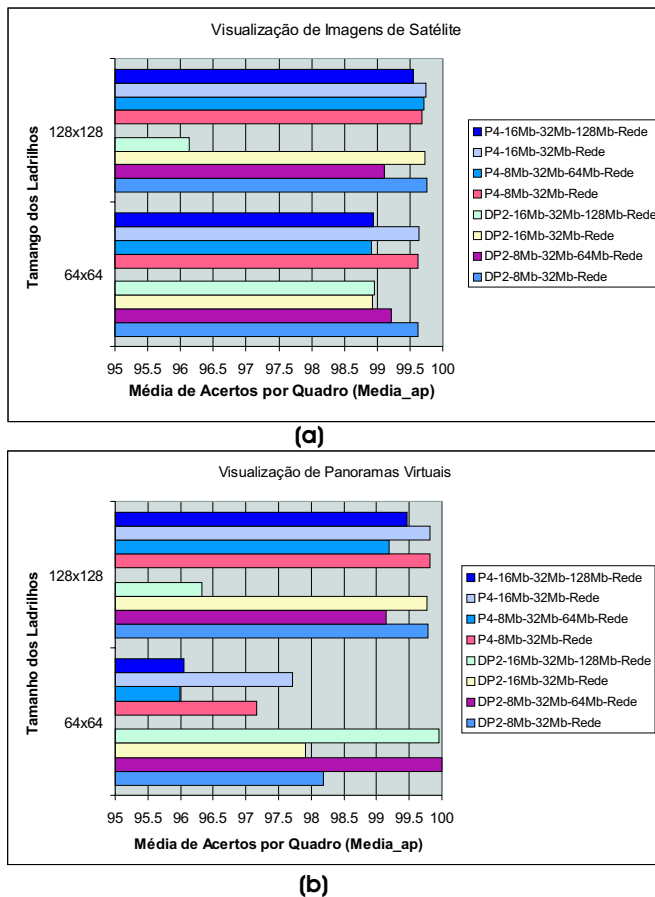 Visualização de Imagens de Satélite
Tamango dos Ladrilhos
128x128
64x64
95 95.5 96 96.5 97 97.5 98 98.5 99 99.5 100
Média de Acertos por Quadro (Media_ap)
P4-16Mb-32Mb-128Mb-Rede
P4-16Mb-32Mb-Rede
P4-8Mb-32Mb-64Mb-Rede
P4-8Mb-32Mb-Rede
DP2-16Mb-32Mb-128Mb-Rede
DP2-16Mb-32Mb-Rede
DP2-8Mb-32Mb-64Mb-Rede
DP2-8Mb-32Mb-Rede
(a)
Visualização de Panoramas Virtuais
Tamanho dos Ladrilhos
128x128
64x64
95 95.5 96 96.5 97 97.5 98 98.5 99 99.5 100
Média de Acertos por Quadro (Media_ap)
P4-16Mb-32Mb-128Mb-Rede
P4-16Mb-32Mb-Rede
P4-8Mb-32Mb-64Mb-Rede
P4-8Mb-32Mb-Rede
DP2-16Mb-32Mb-128Mb-Rede
DP2-16Mb-32Mb-Rede
DP2-8Mb-32Mb-64Mb-Rede
DP2-8Mb-32Mb-Rede
(b)